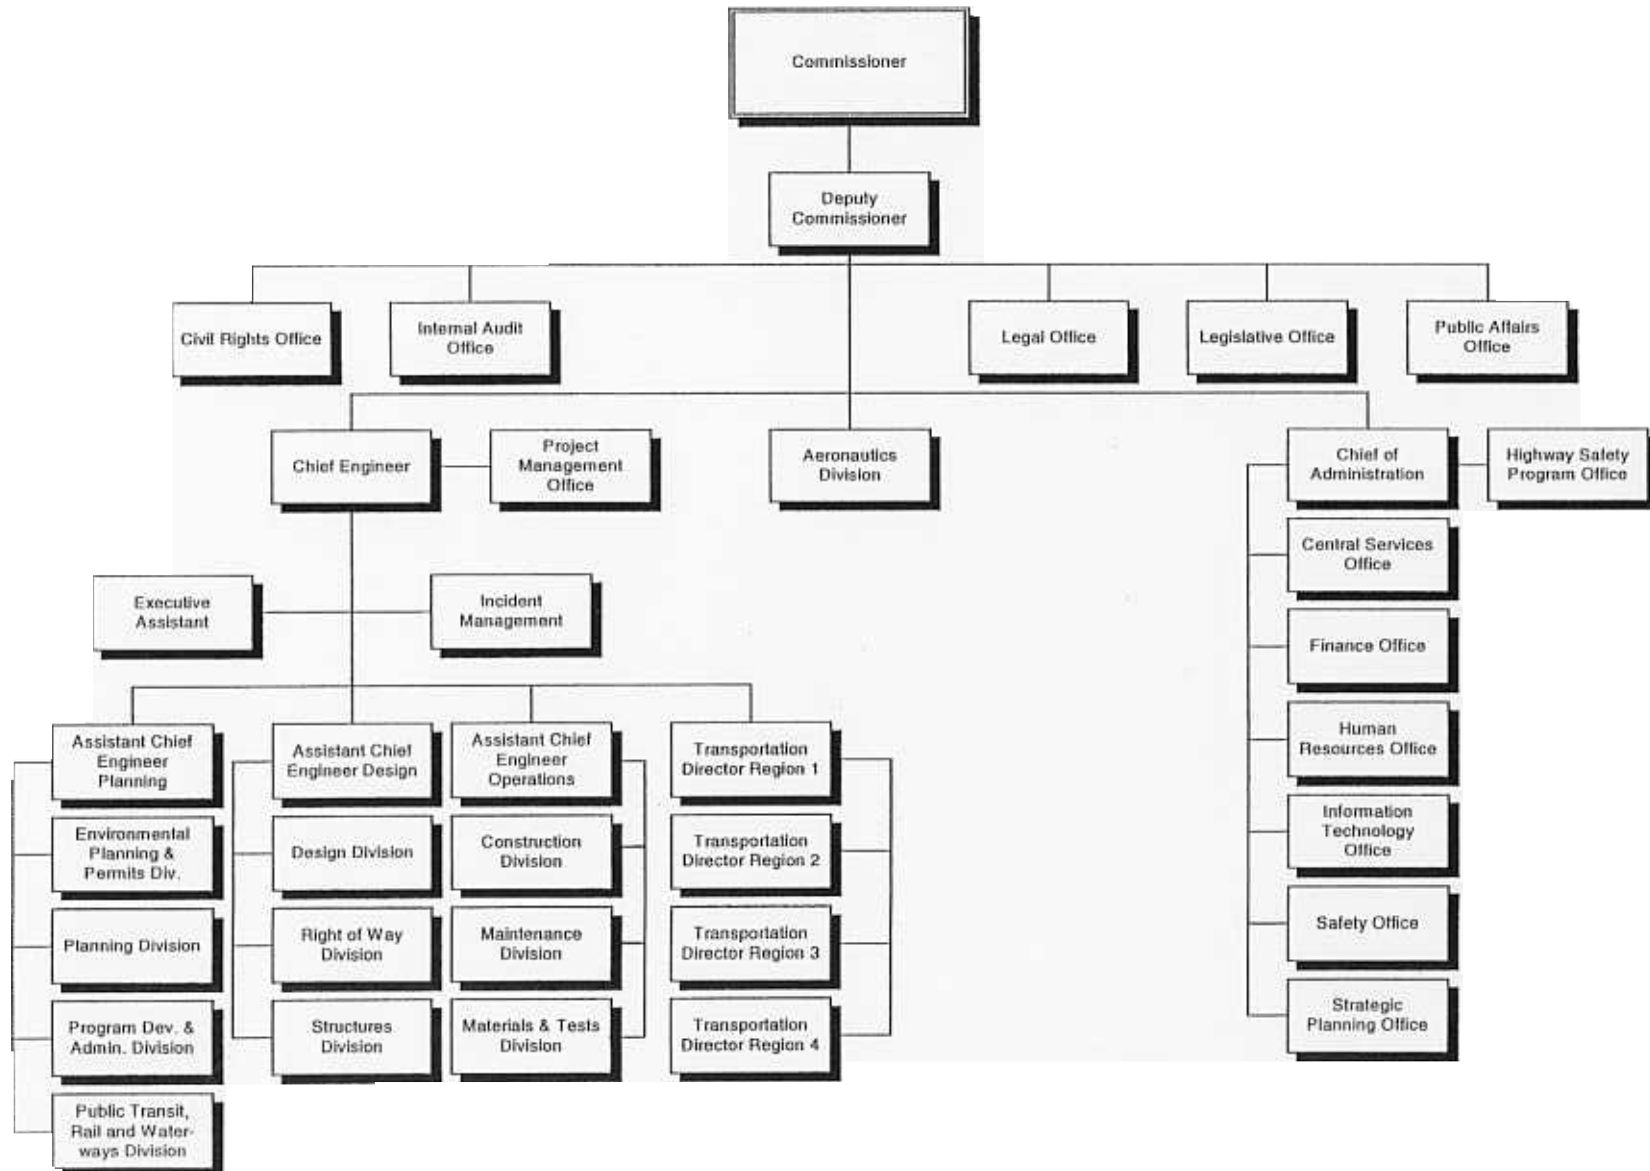 Commissioner
Deputy
Commissioner
Civil Rights Office
Internal Audit
Office
Legal Office
Legislative Office
Public Affairs
Office
Chief Engineer
Project
Management
Office
Aeronautics
Division
Chief of
Administration
Highway Safety
Program Office
Central Services
Office
Executive
Assistant
Incident
Management
Finance Office
Human
Resources Office
Information
Technology
Office
Safety Office
Strategic
Planning Office
Assistant Chief
Engineer
Planning
Environmental
Planning &
Permits Div.
Planning Division
Program Dev. &
Admin. Division
Public Transit,
Rail and Water-
ways Division
Assistant Chief
Engineer Design
Design Division
Right of Way
Division
Structures
Division
Assistant Chief
Engineer
Operations
Construction
Division
Maintenance
Division
Materials & Tests
Division
Transportation
Director Region 1
Transportation
Director Region 2
Transportation
Director Region 3
Transportation
Director Region 4